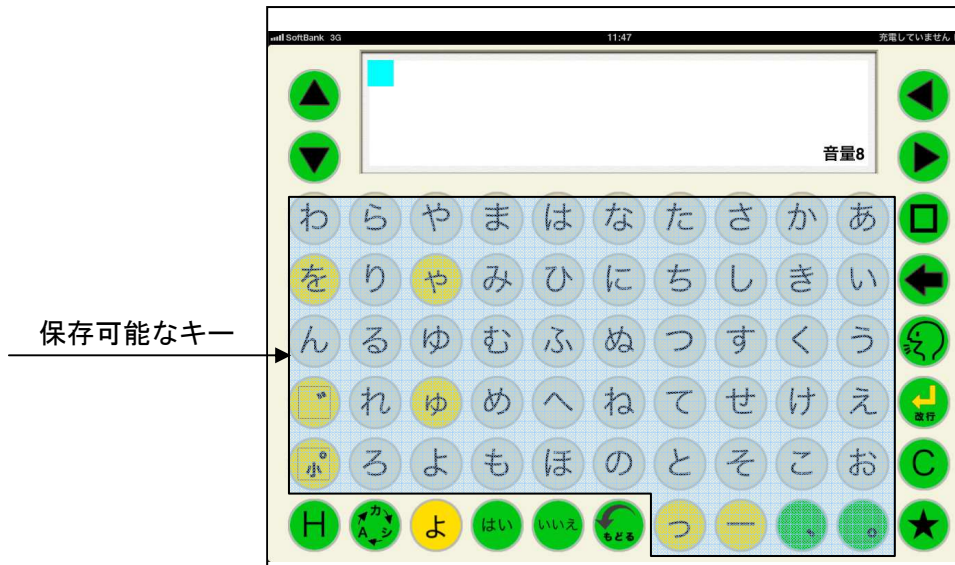 SoftBank 3G 11:47 充電していません
音量8
わ ら や ま は な た さ か あ
を り ゃ み ひ に ち し き い
保存可能なキー
ん る ゆ む ふ ぬ つ す く う
゛ れ ゅ め へ ね て せ け え
改行
小 ゜ ろ よ も ほ の と そ こ お C
H カ A シ ょ はい いいえ もどる っ ー 、 。